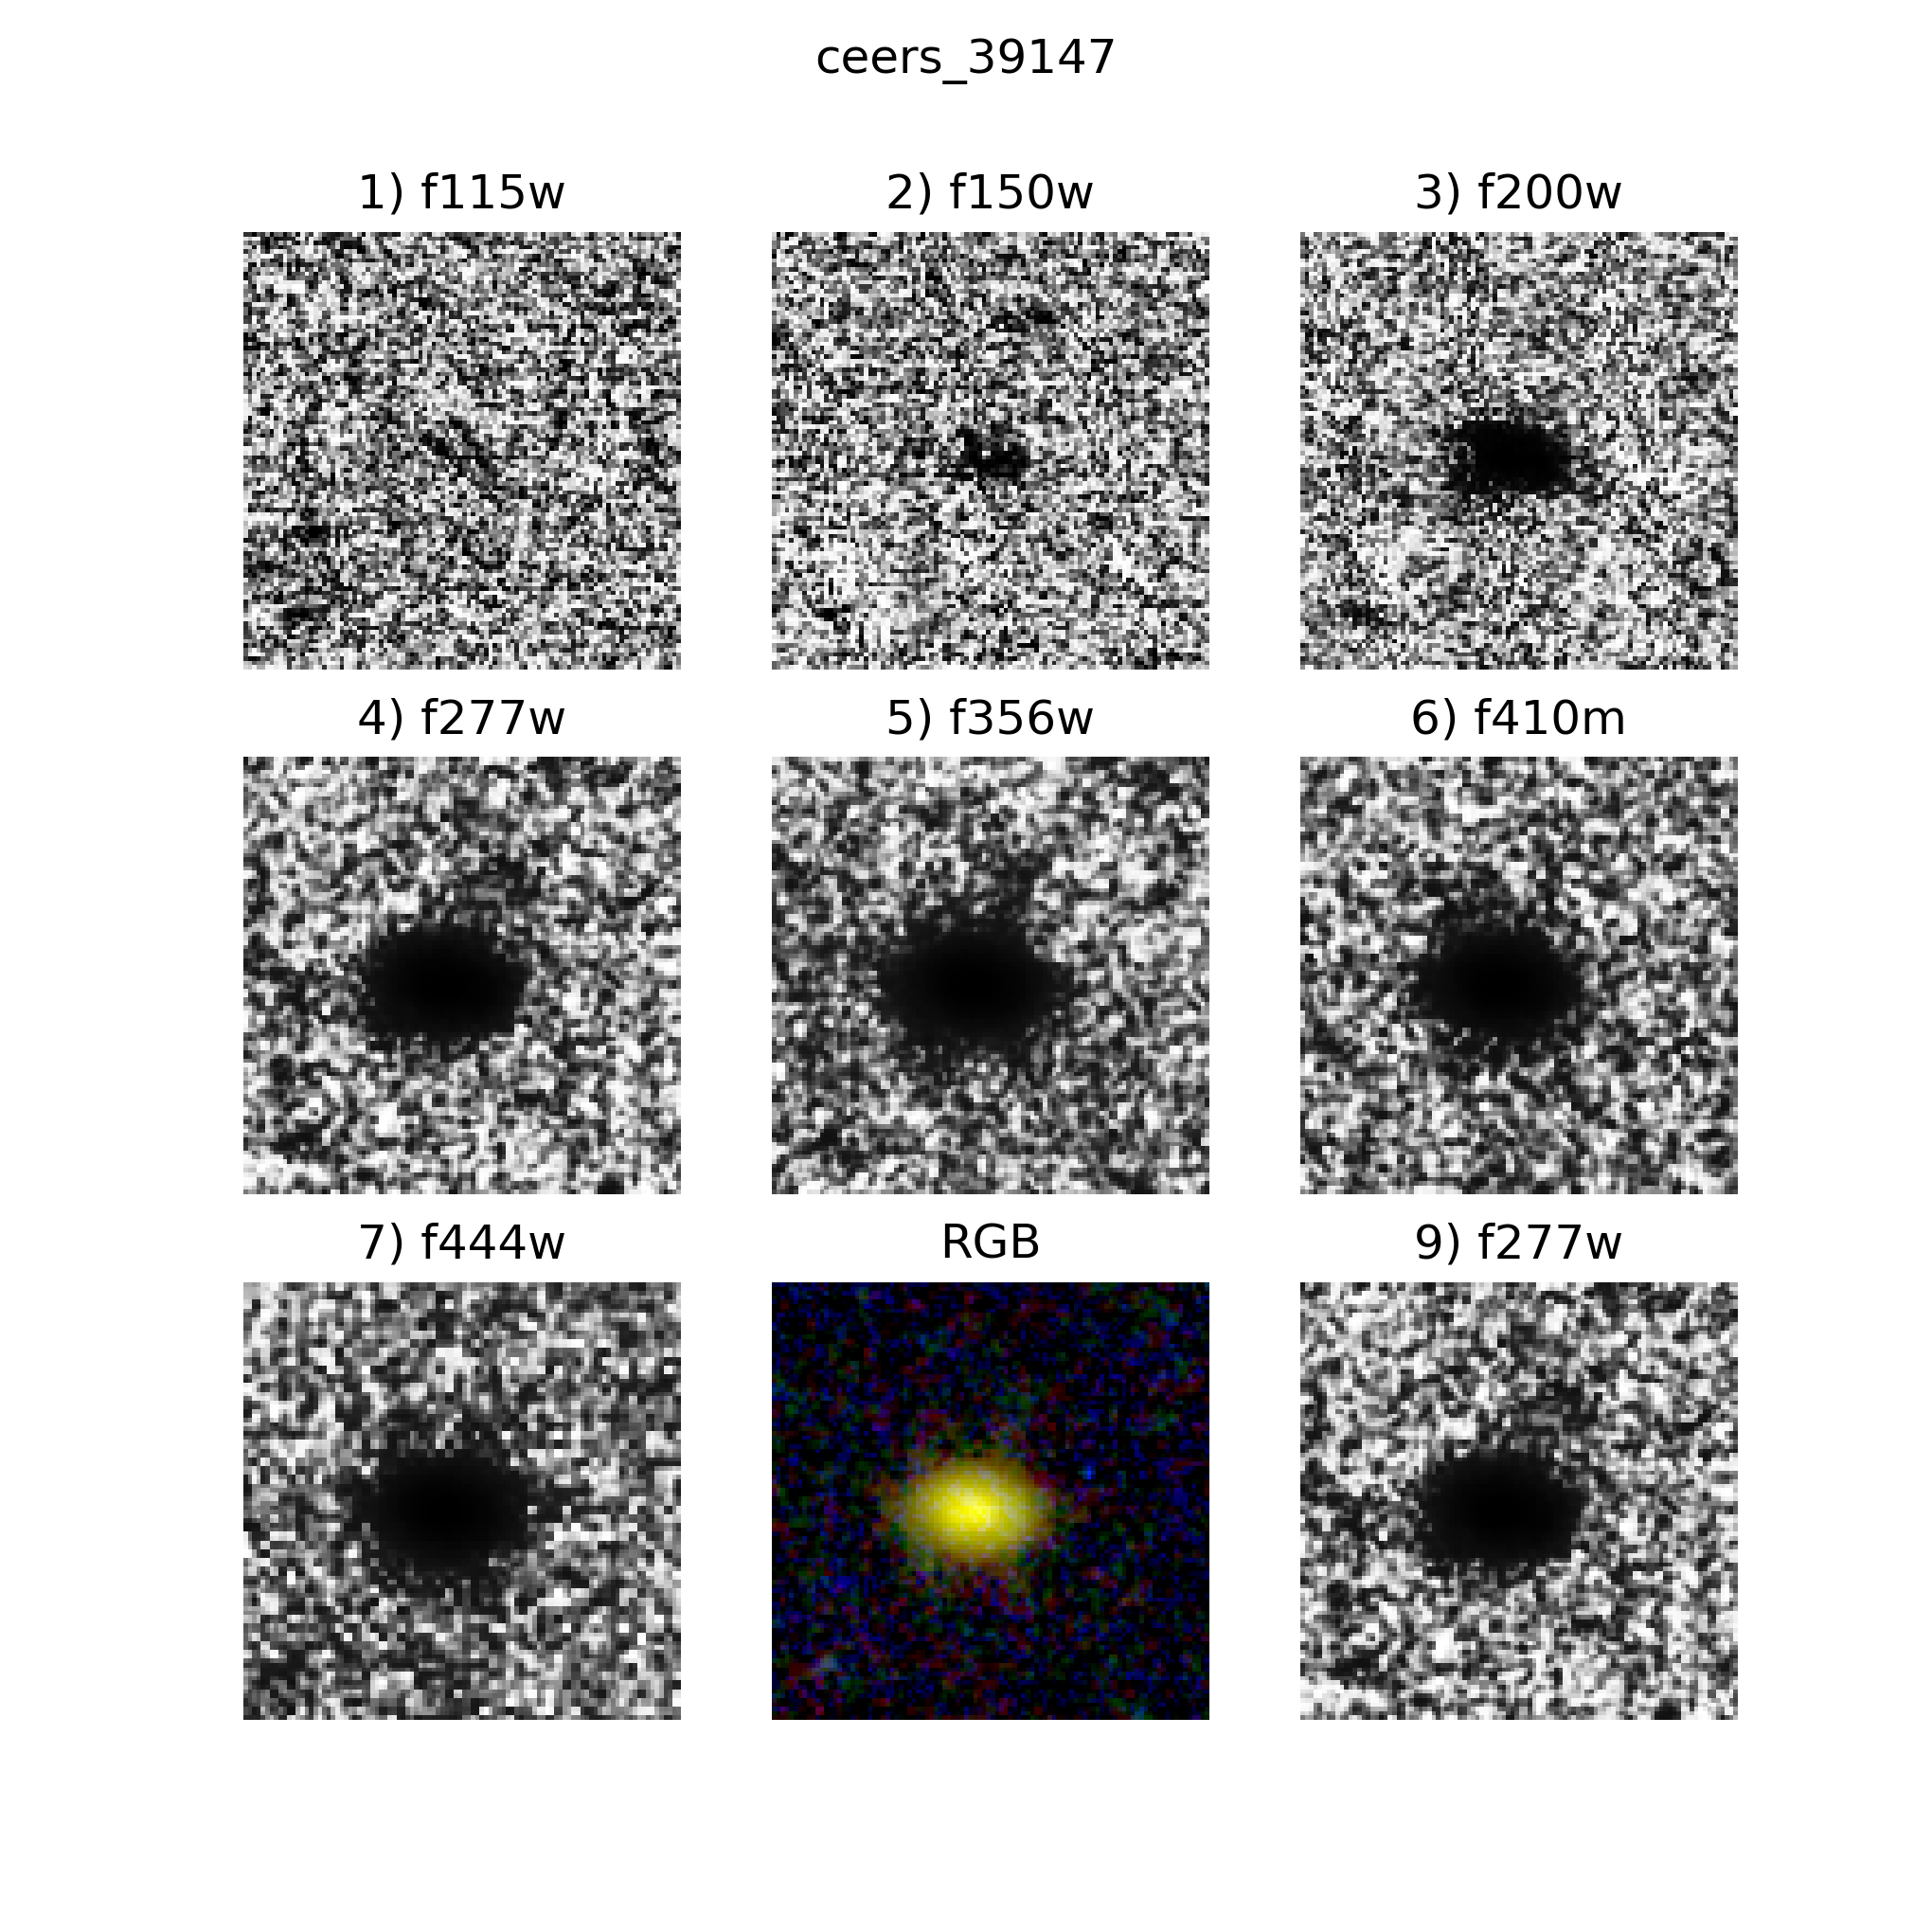 ceers_39147
1) f115w
2) f150w
3) f200w
4) f277w
5) f356w
6) f410m
7) f444w
RGB
9) f277w